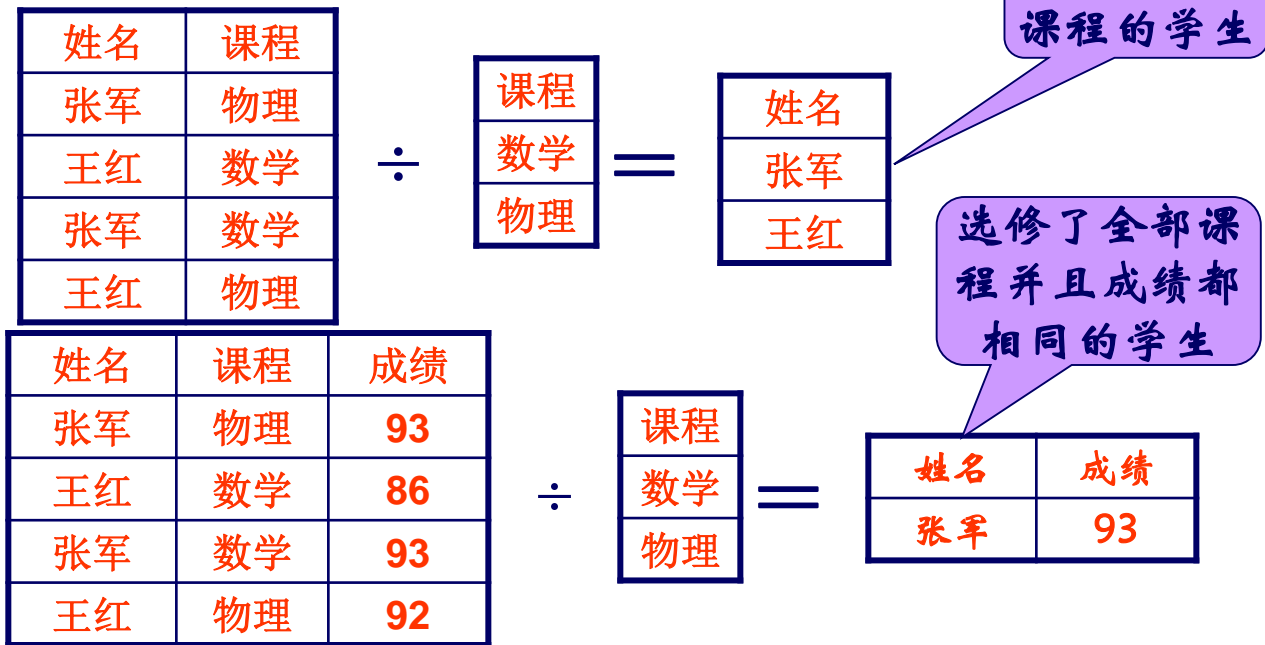 课程的学生
姓名 课程
张军 物理
王红 数学
张军 数学
王红 物理
÷
课程
数学
物理
=
姓名
张军
王红
选修了全部课
程并且成绩都
相同的学生
姓名 课程 成绩
张军 物理 93
王红 数学 86
张军 数学 93
王红 物理 92
÷
课程
数学
物理
=
姓名 成绩
张军 93